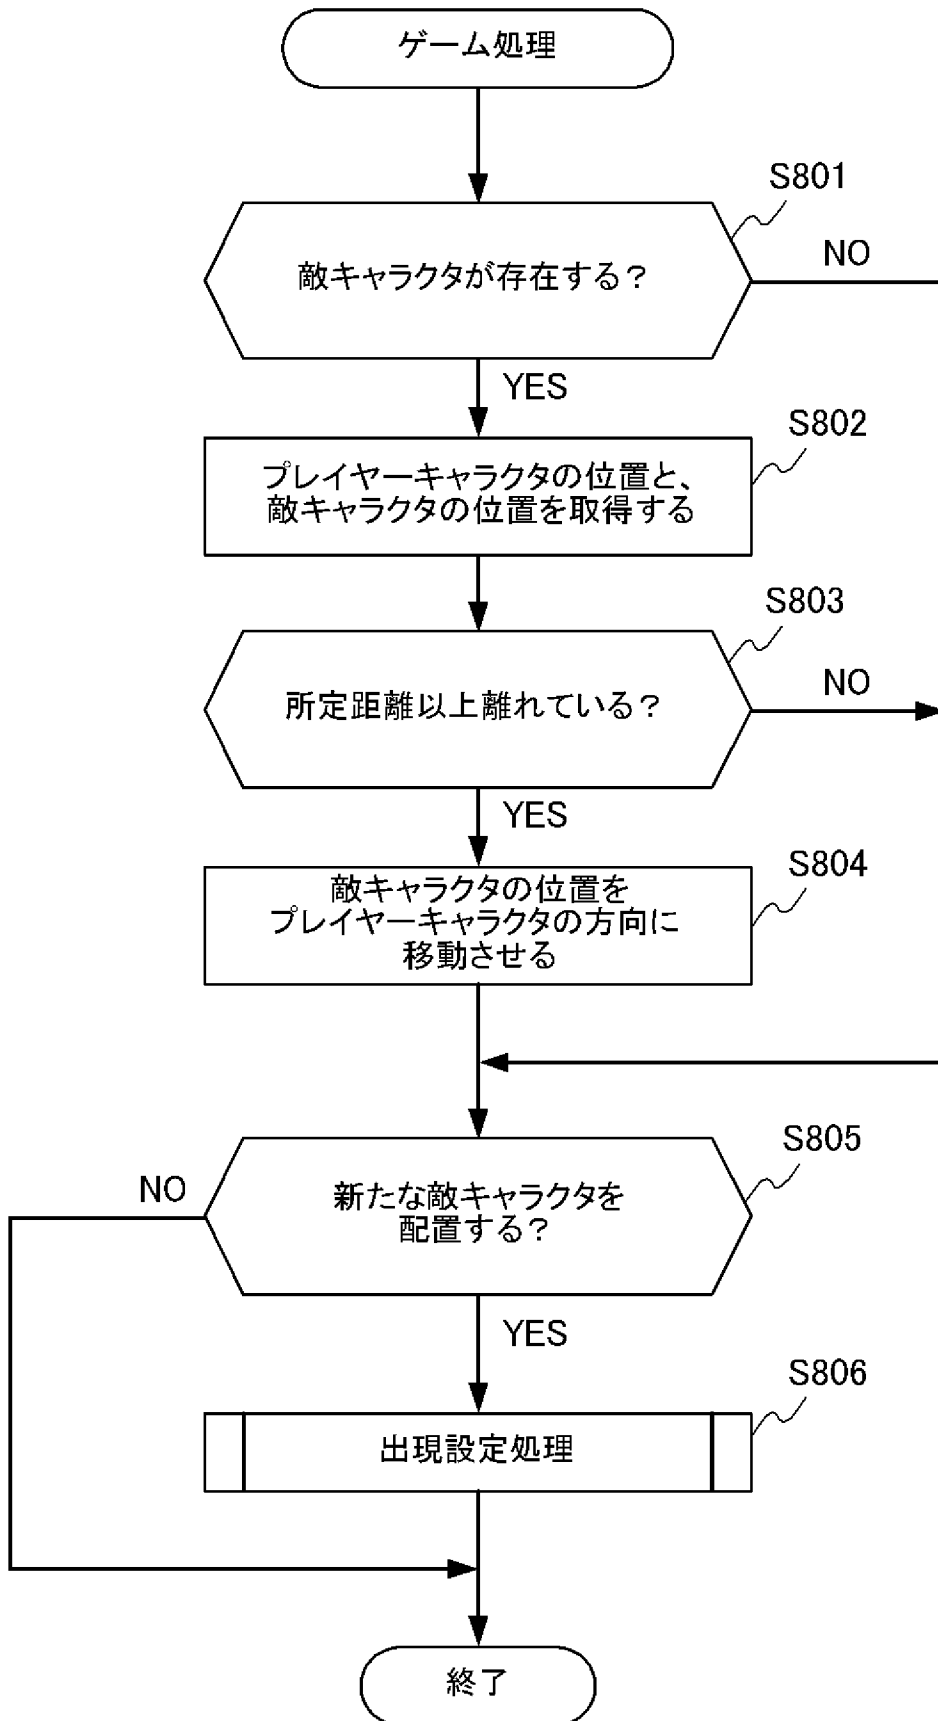 ゲーム処理
S801
敵キャラクタが存在する？
NO
YES
S802
プレイヤーキャラクタの位置と、
敵キャラクタの位置を取得する
S803
所定距離以上離れている？
NO
YES
S804
敵キャラクタの位置を
プレイヤーキャラクタの方向に
移動させる
S805
NO
新たな敵キャラクタを
配置する？
YES
S806
出現設定処理
終了